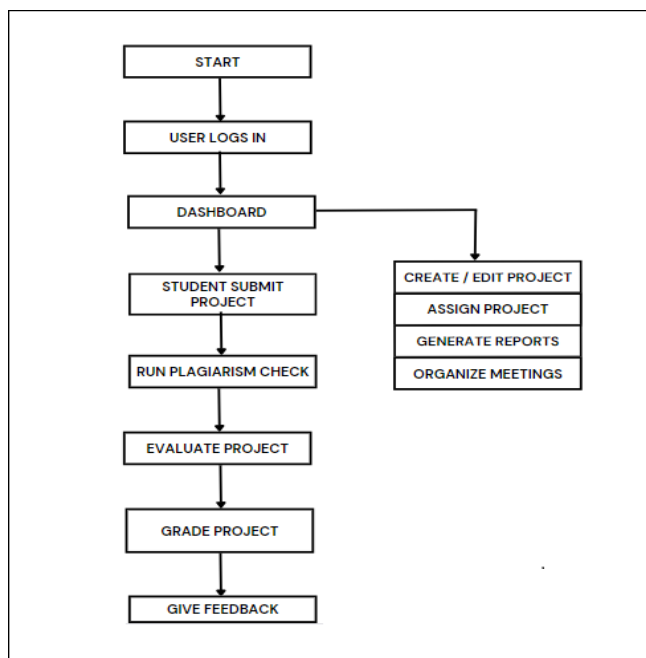 START
USER LOGS IN
DASHBOARD
STUDENT SUBMIT
PROJECT
RUN PLAGIARISM CHECK
EVALUATE PROJECT
GRADE PROJECT
GIVE FEEDBACK
CREATE / EDIT PROJECT
ASSIGN PROJECT
GENERATE REPORTS
ORGANIZE MEETINGS